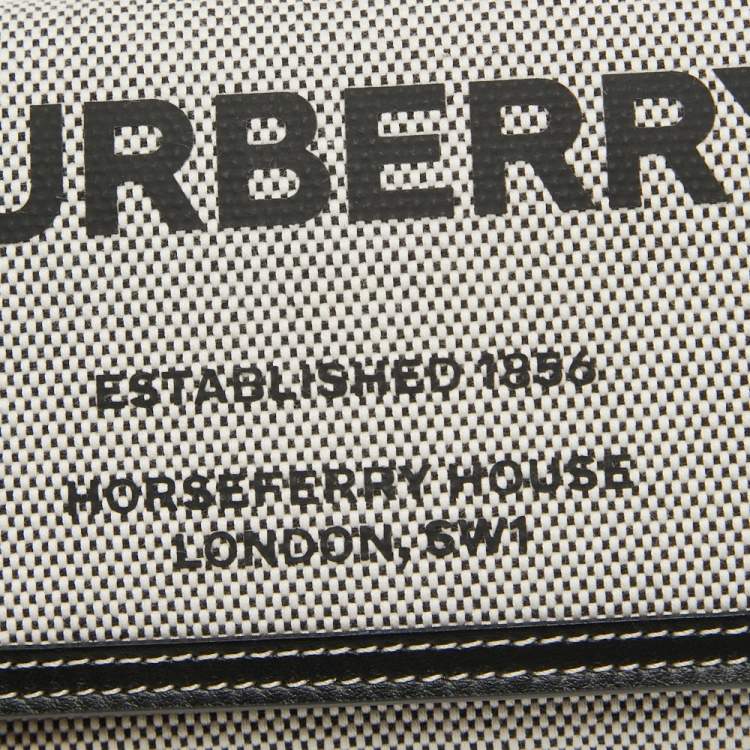 URBERRY
ESTABLISHED 1856
HORSEFERRY HOUSE
LONDON, SW1